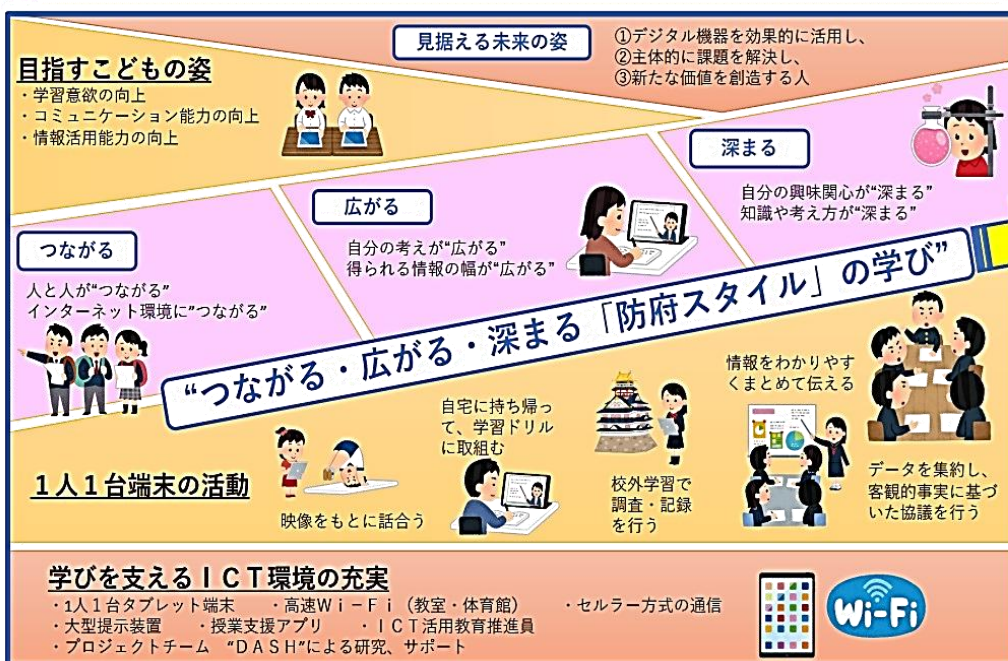 見据える未来の姿
①デジタル機器を効果的に活用し、
②主体的に課題を解決し、
③新たな価値を創造する人
目指すこどもの姿
・学習意欲の向上
・コミュニケーション能力の向上
・情報活用能力の向上
深まる
自分の興味関心が“深まる”
知識や考え方が“深まる”
広がる
自分の考えが“広がる”
得られる情報の幅が“広がる”
つながる
人と人が“つながる”
インターネット環境に“つながる”
“つながる・広がる・深まる「防府スタイル」の学び”
1人1台端末の活動
映像をもとに話合う
自宅に持ち帰っ
て、学習ドリル
に取組む
校外学習で
調査・記録
を行う
情報をわかりやす
くまとめて伝える
データを集約し、
客観的事実に基づ
いた協議を行う
学びを支えるICT環境の充実
・1人1台タブレット端末 ・高速Wi-Fi（教室・体育館） ・セルラー方式の通信
・大型提示装置 ・授業支援アプリ ・ICT活用教育推進員
・プロジェクトチーム “DASH”による研究、サポート
Wi-Fi